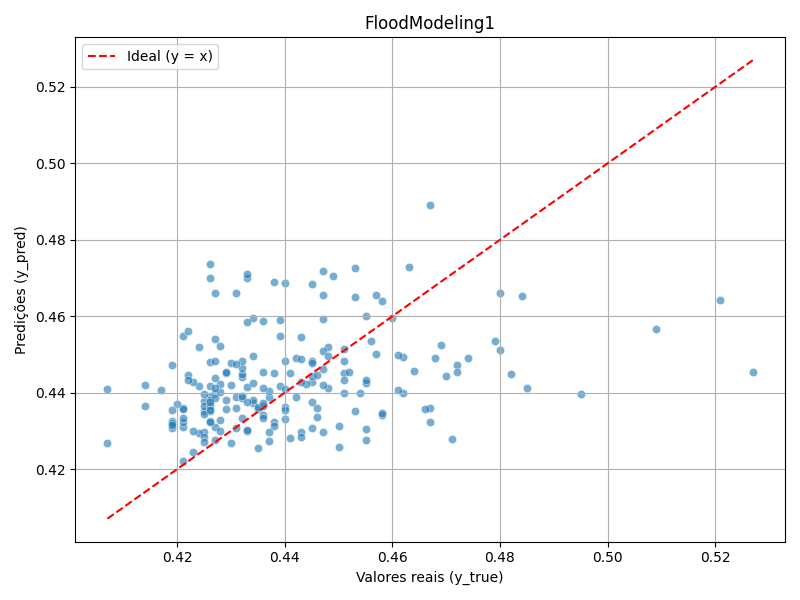 FloodModeling1
Ideal (y = x)
Predições (y_pred)
0.52
0.50
0.48
0.46
0.44
0.42
0.42 0.44 0.46 0.48 0.50 0.52
Valores reais (y_true)